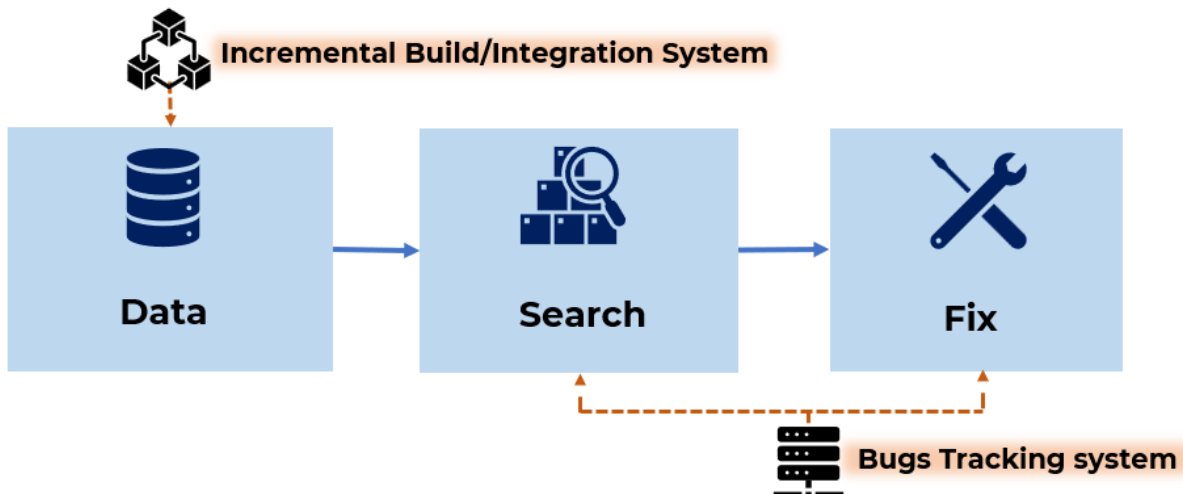 Incremental Build/Integration System
Data
Search
Fix
Bugs Tracking system